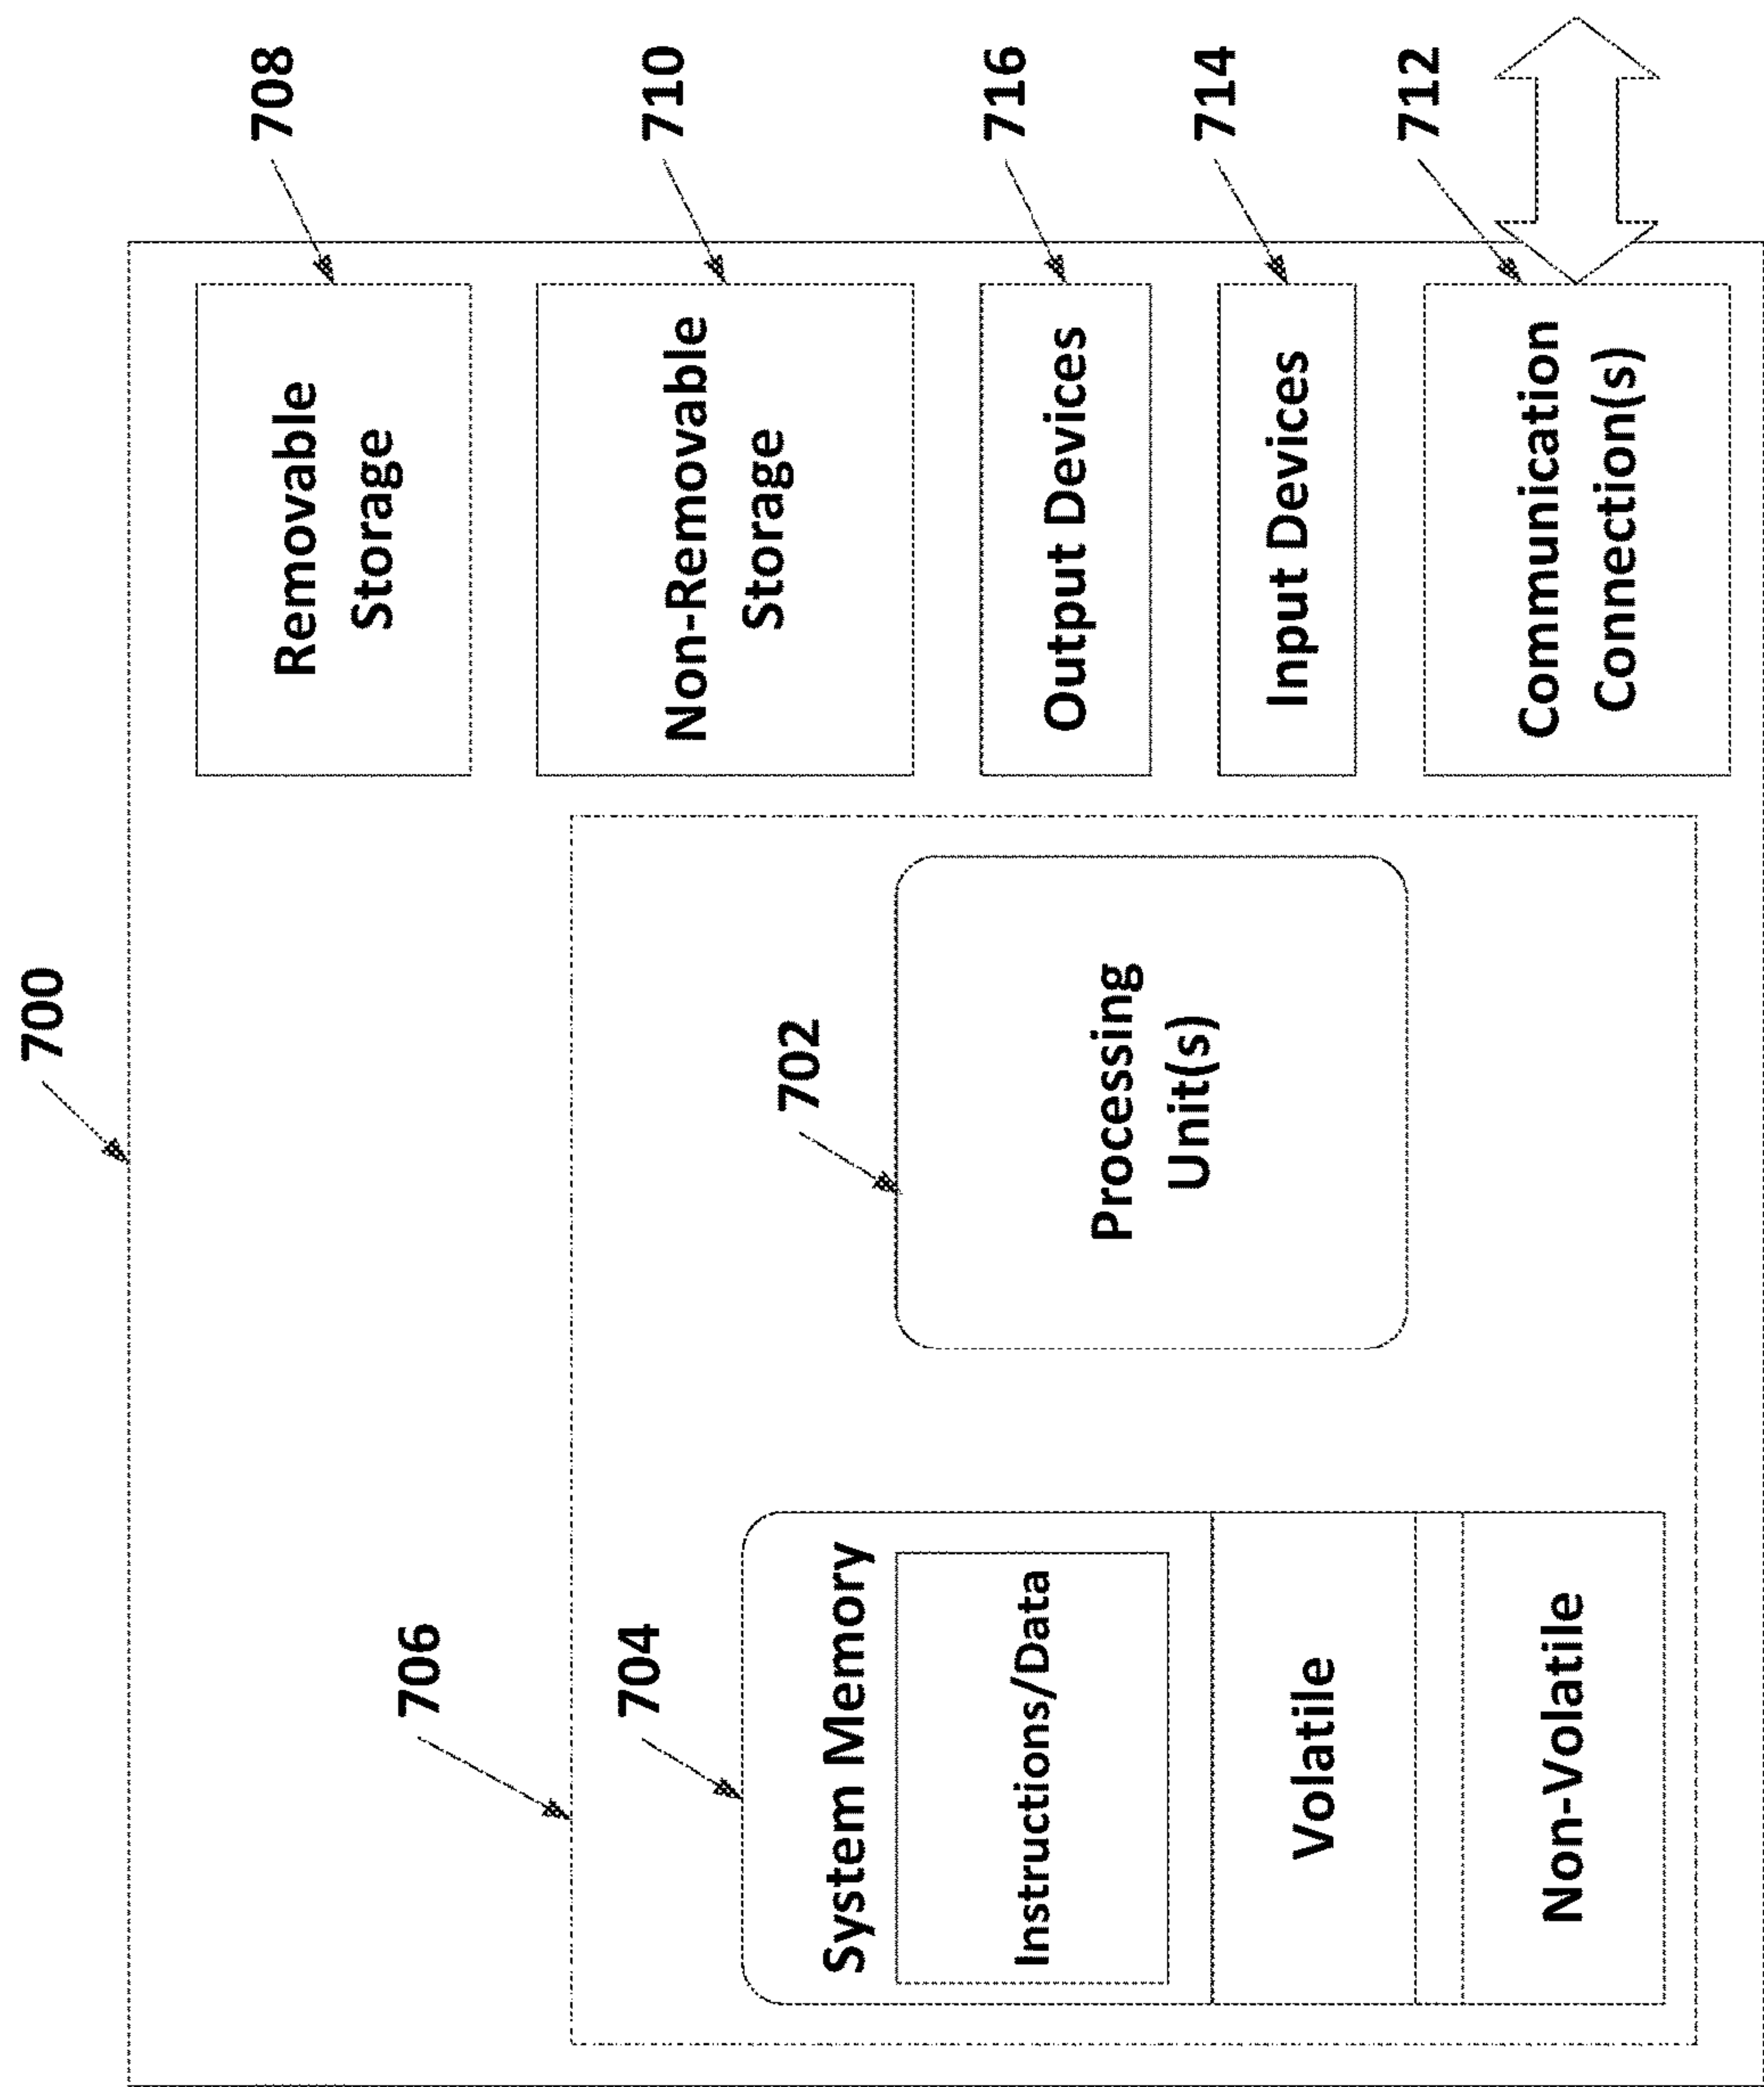 700
706
704
System Memory
Instructions/Data
Volatile
Non-Volatile
702
Processing
Unit(s)
Removable
Storage
708
Non-Removable
Storage
710
Output Devices
716
Input Devices
714
Communication
Connection(s)
712